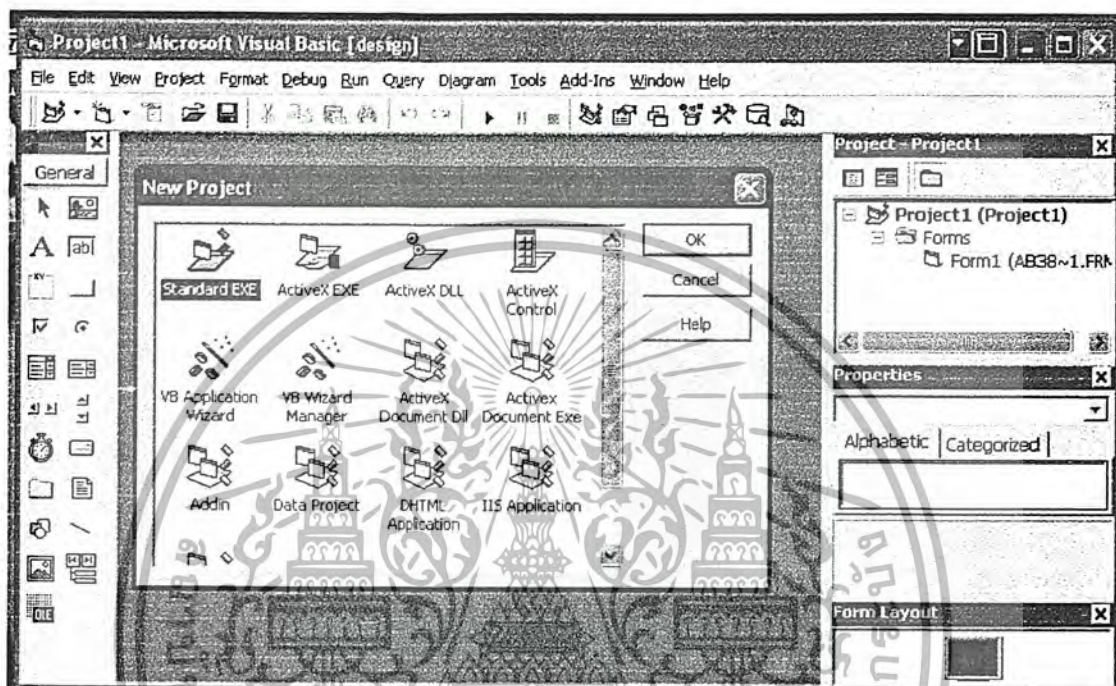 Project1 - Microsoft Visual Basic [design]
File Edit View Project Format Debug Run Query Diagram Tools Add-Ins Window Help
General
New Project
Standard EXE
ActiveX EXE
ActiveX DLL
ActiveX
Control
VB Application
Wizard
VB Wizard
Manager
ActiveX
Document Dll
Activex
Document Exe
Addin
Data Project
DHTML
Application
IIS Application
OK
Cancel
Help
Project - Project1
Project1 (Project1)
Forms
Form1 (AB38~1.FRM
Properties
Alphabetic
Categorized
Form Layout
A
ab
XY
OLE